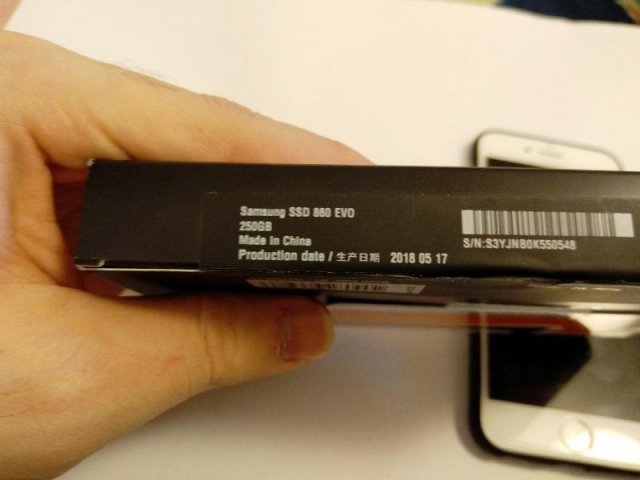 Samsung SSD 860 EVO
250GB
Made in China
Production date / 生产日期 2018 05 17
S/N:S3YJNB0K550548